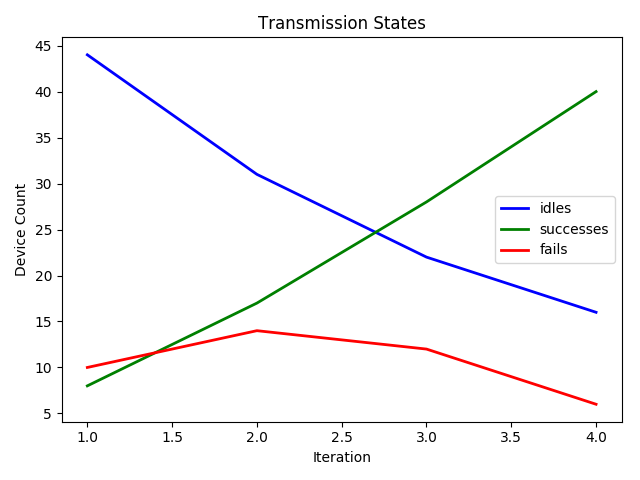 Transmission States
45
40
35
30
25
20
15
10
5
Device Count
idles
successes
fails
1.0 1.5 2.0 2.5 3.0 3.5 4.0
Iteration